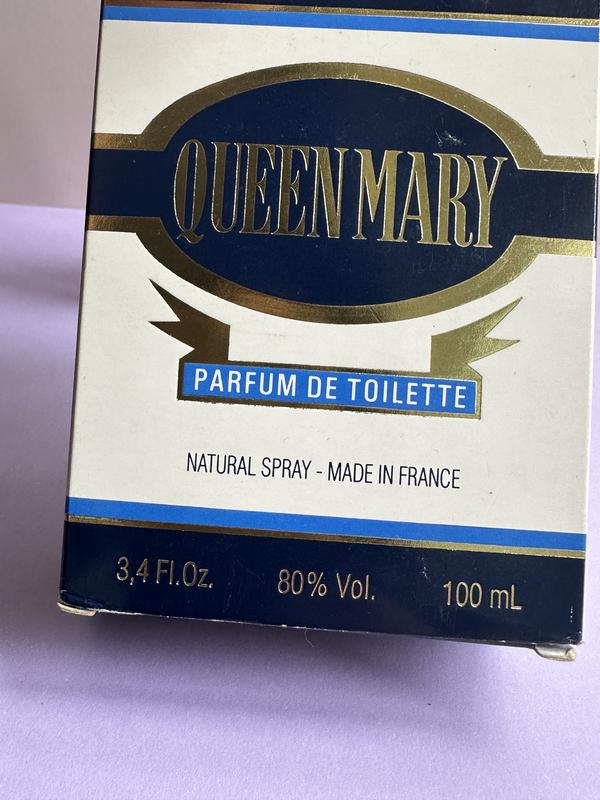 QUEEN MARY
PARFUM DE TOILETTE
NATURAL SPRAY - MADE IN FRANCE
3,4 Fl.Oz. 80% Vol. 100 mL